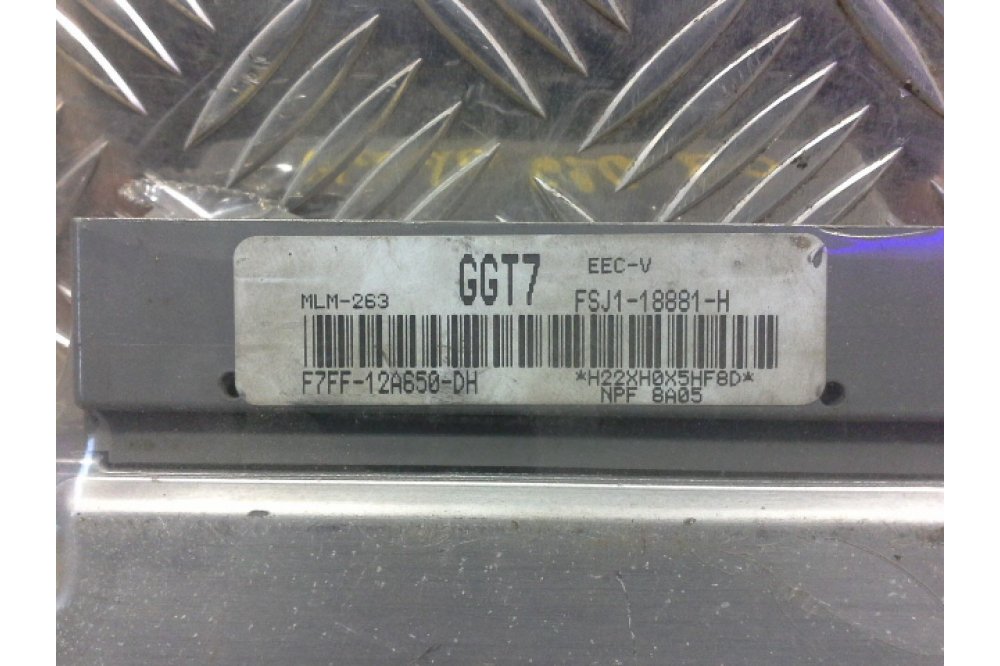 GGT7 EEC-V
MLM-263 FSJ1-18881-H
F7FF-12A650-DH *H22XH0X5HF8D*
NPF 8A05